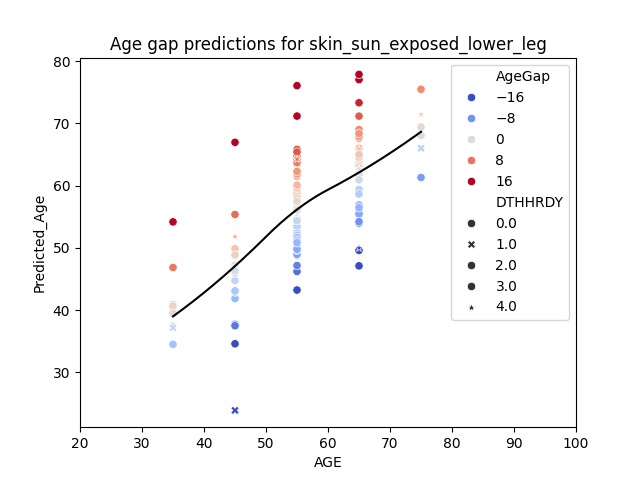 Age gap predictions for skin_sun_exposed_lower_leg
80
70
60
50
40
30
Predicted_Age
20 30 40 50 60 70 80 90 100
AGE
AgeGap
−16
−8
0
8
16
DTHHRDY
0.0
1.0
2.0
3.0
4.0